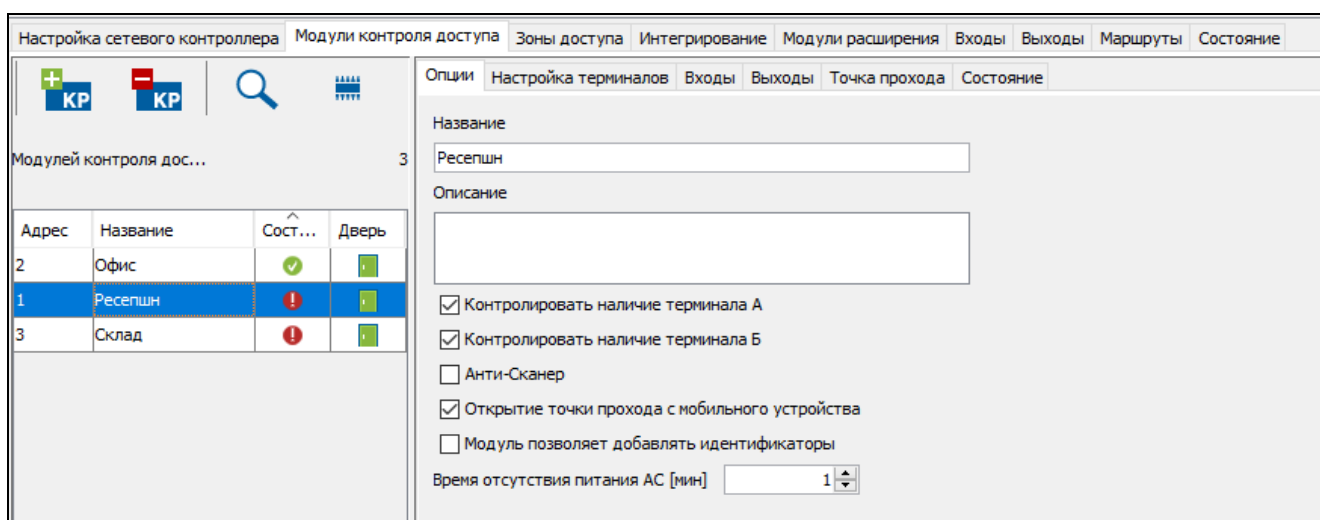 Настройка сетевого контроллера Модули контроля доступа Зоны доступа Интегрирование Модули расширения Входы Выходы Маршруты Состояние
КР КР
Модулей контроля дос... 3
Адрес Название Сост... Дверь
2 Офис
1 Ресепшн
3 Склад
Опции Настройка терминалов Входы Выходы Точка прохода Состояние
Название
Ресепшн
Описание
Контролировать наличие терминала А
Контролировать наличие терминала Б
Анти-Сканер
Открытие точки прохода с мобильного устройства
Модуль позволяет добавлять идентификаторы
Время отсутствия питания АС [мин] 1